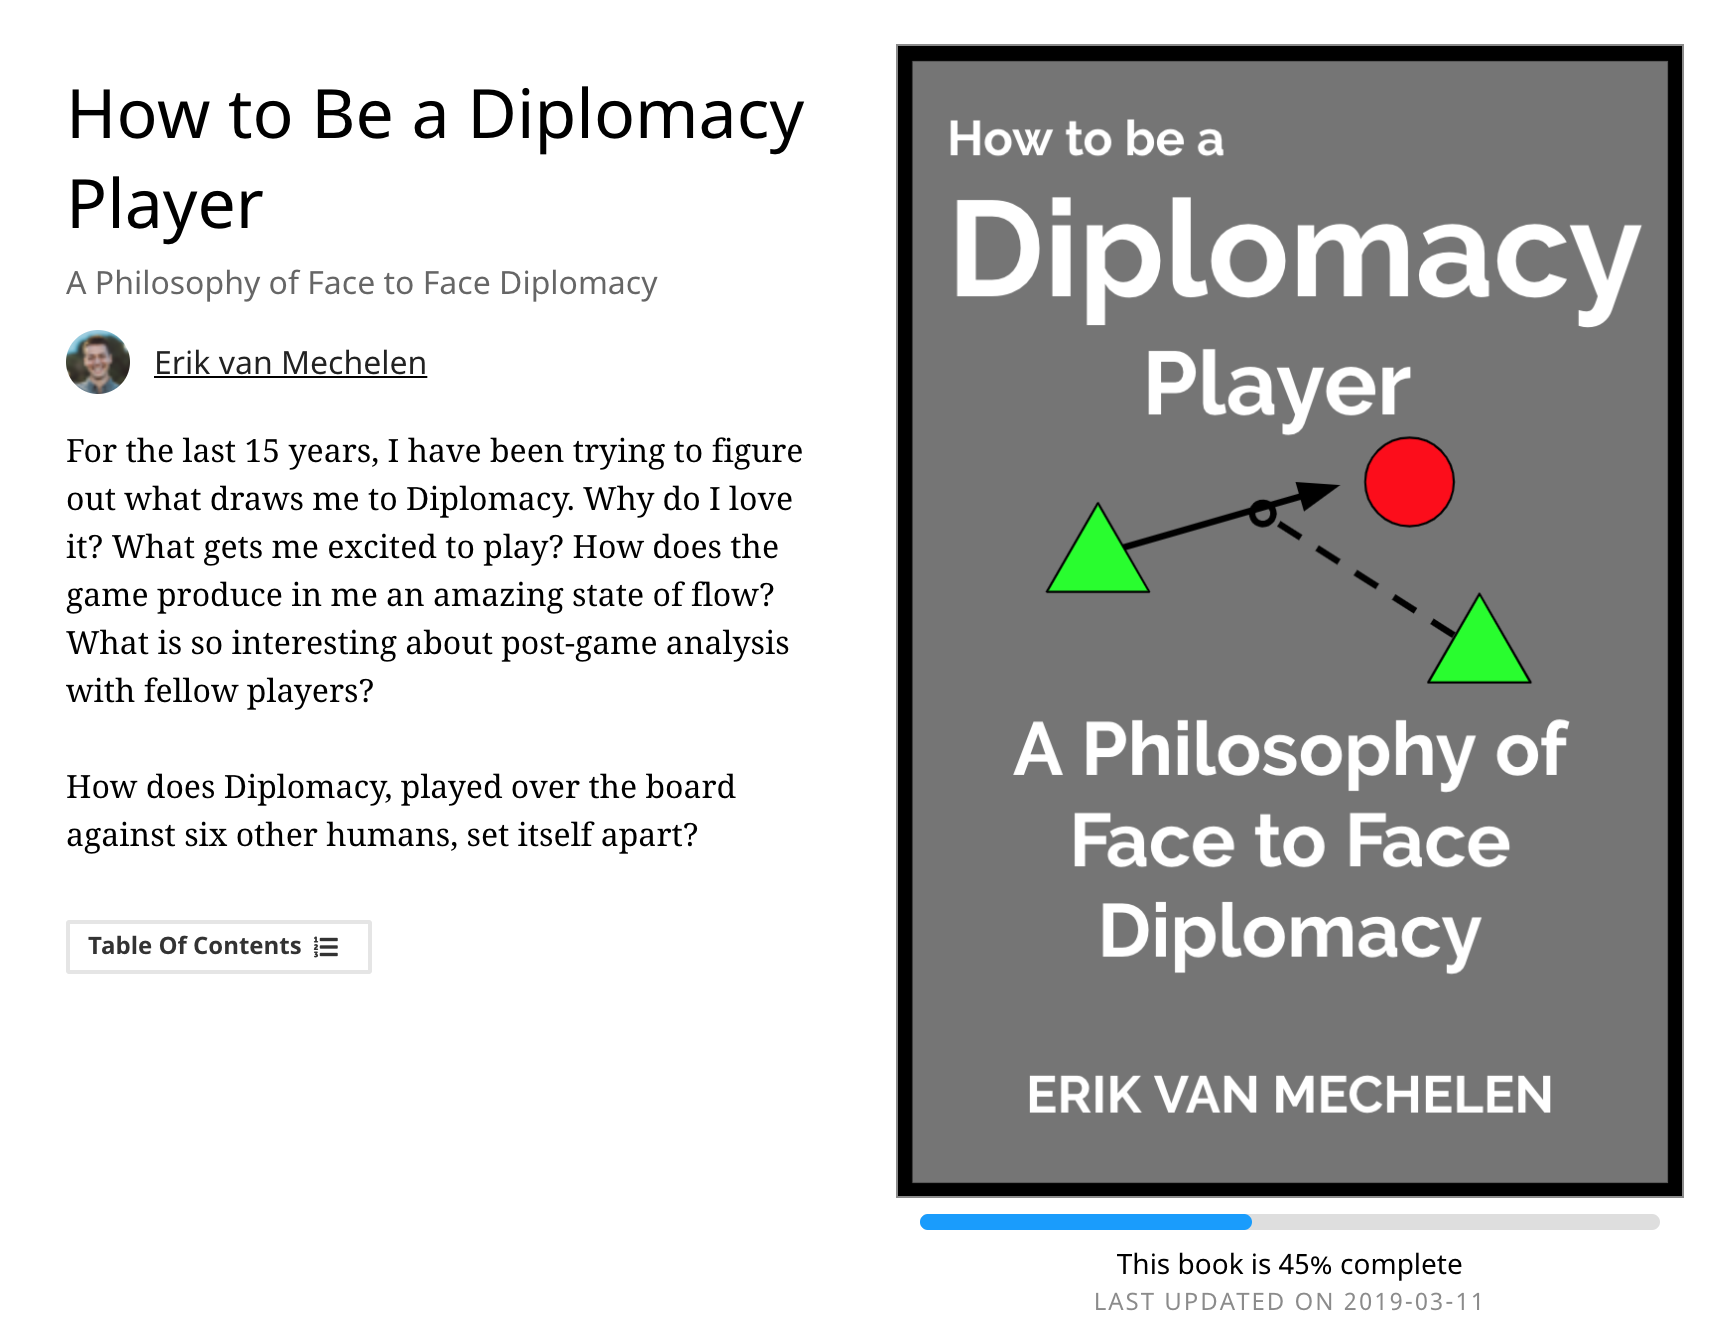 How to Be a Diplomacy
Player
A Philosophy of Face to Face Diplomacy
Erik van Mechelen
For the last 15 years, I have been trying to figure
out what draws me to Diplomacy. Why do I love
it? What gets me excited to play? How does the
game produce in me an amazing state of flow?
What is so interesting about post-game analysis
with fellow players?
How does Diplomacy, played over the board
against six other humans, set itself apart?
Table Of Contents
How to be a
Diplomacy
Player
A Philosophy of
Face to Face
Diplomacy
ERIK VAN MECHELEN
This book is 45% complete
LAST UPDATED ON 2019-03-11